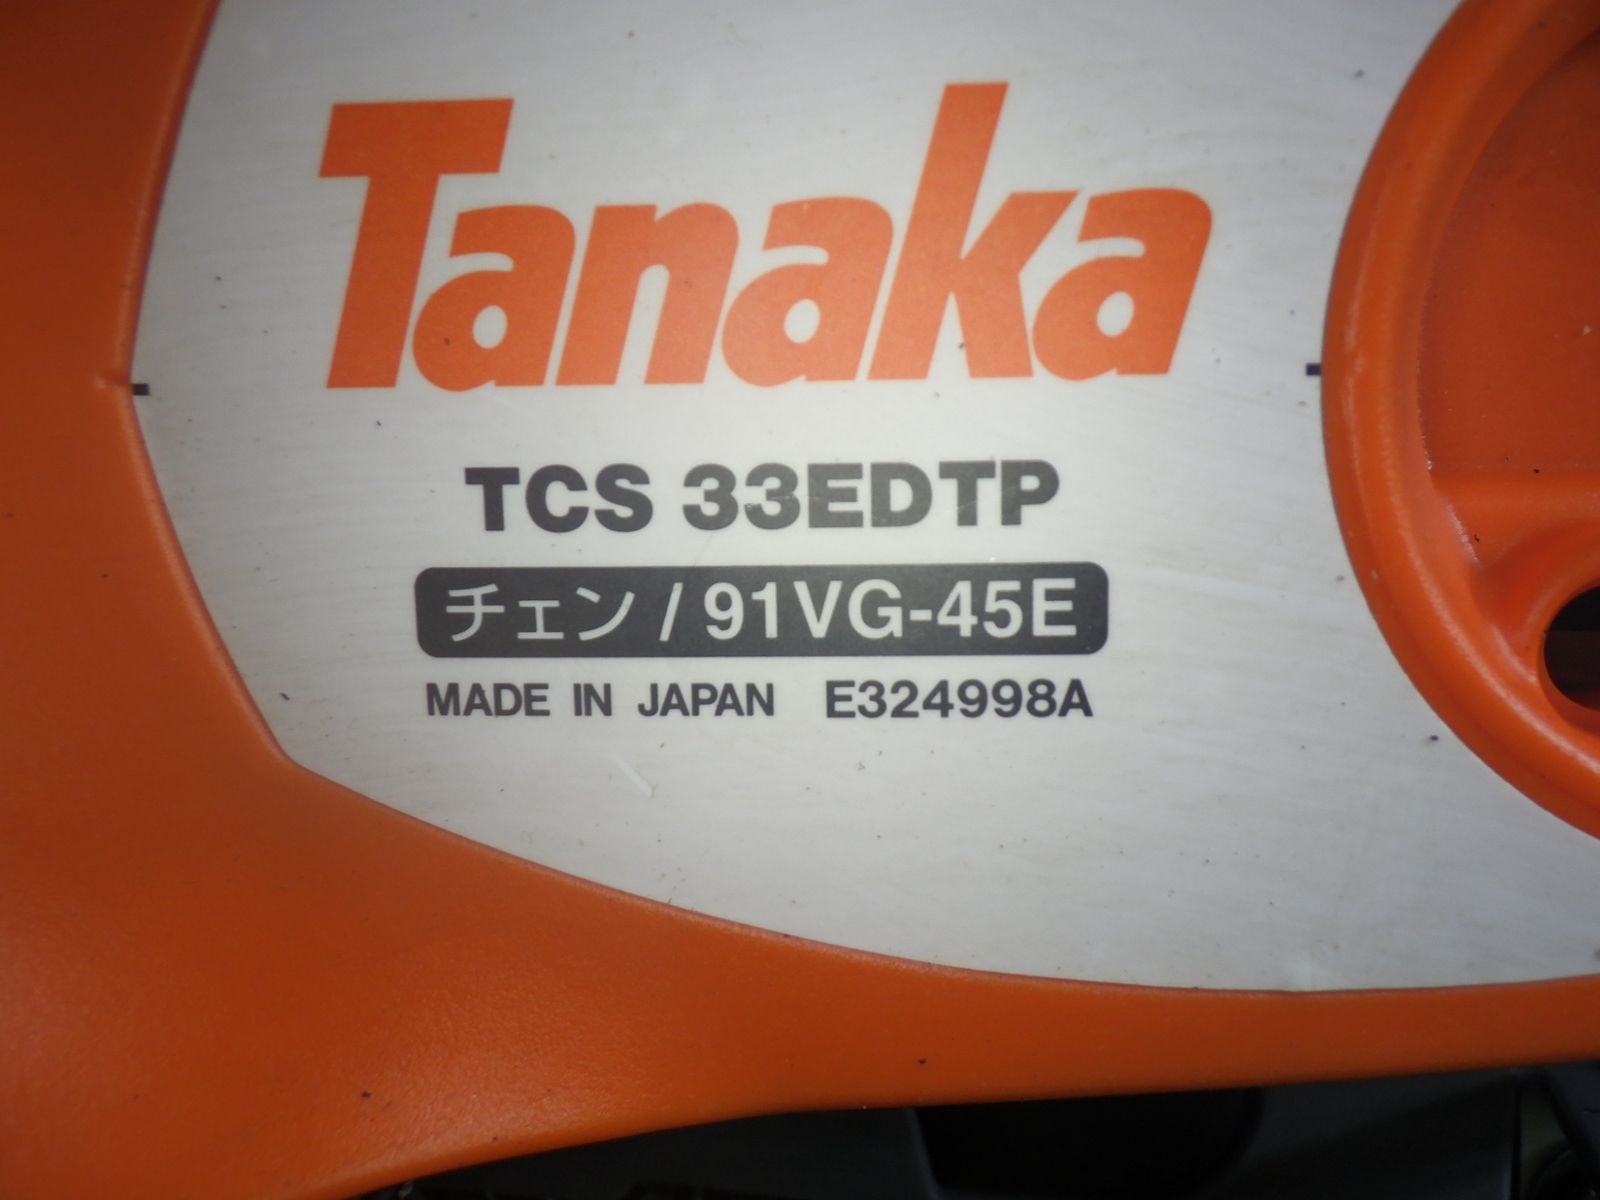 Tanaka
TCS 33EDTP
チェン / 91VG-45E
MADE IN JAPAN E324998A